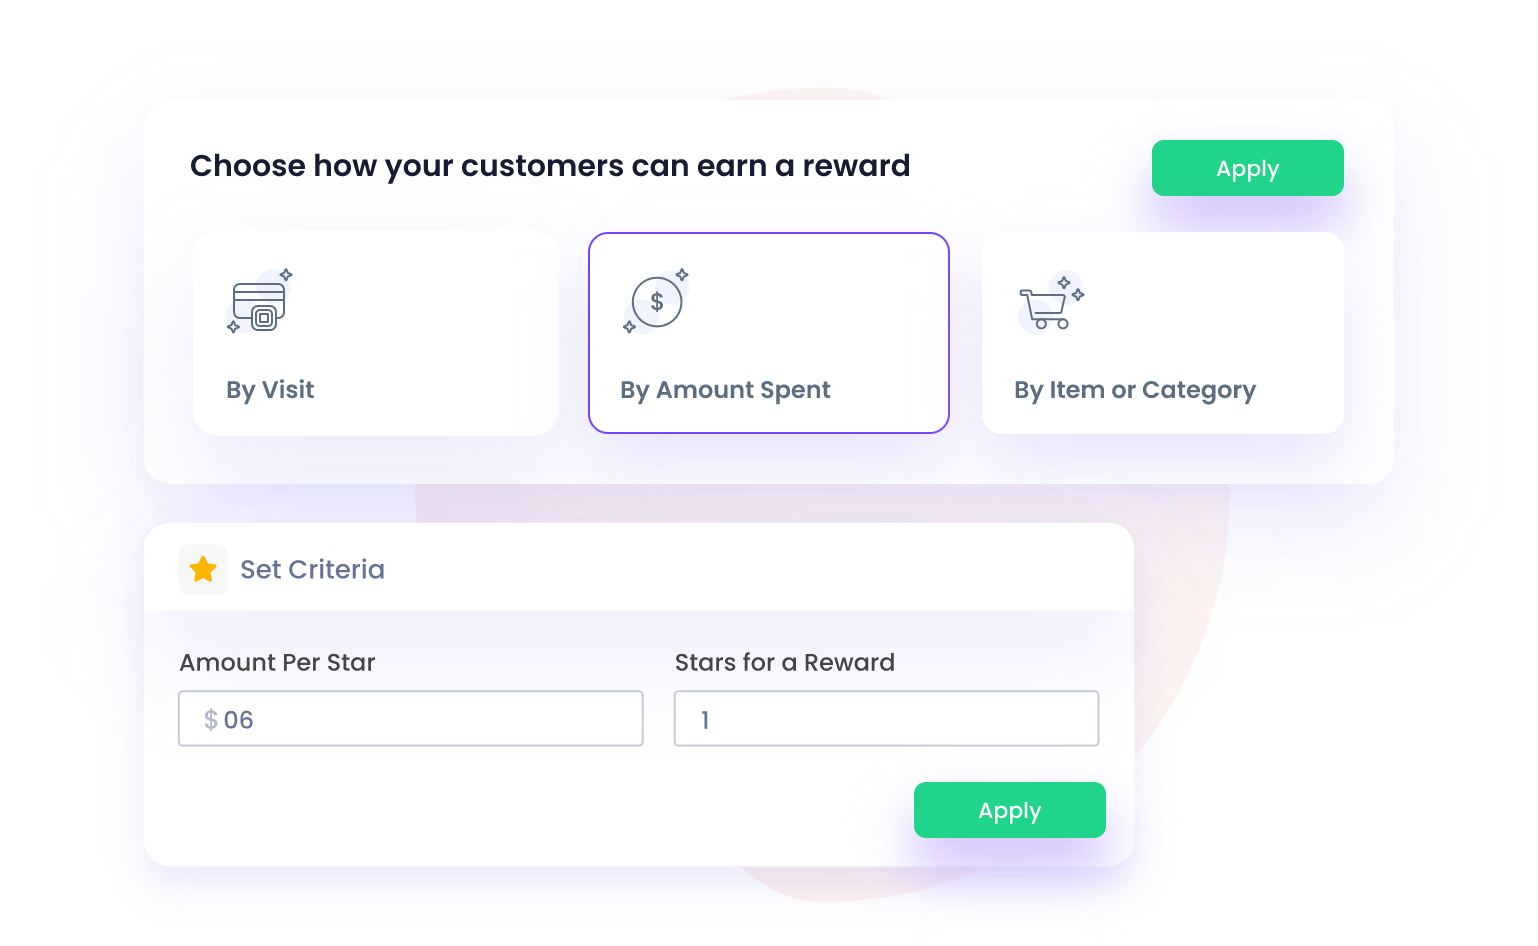 Choose how your customers can earn a reward
Apply
$
By Visit
By Amount Spent
By Item or Category
Set Criteria
Amount Per Star
Stars for a Reward
$ 06
1
Apply